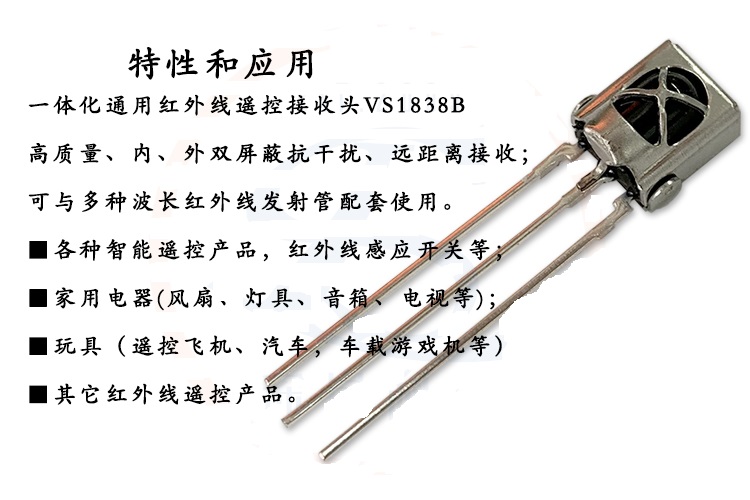 特性和应用
一体化通用红外线遥控接收头VS1838B
高质量、内、外双屏蔽抗干扰、远距离接收；
可与多种波长红外线发射管配套使用。
■各种智能遥控产品，红外线感应开关等；
■家用电器(风扇、灯具、音箱、电视等)；
■玩具（遥控飞机、汽车，车载游戏机等）
■其它红外线遥控产品。